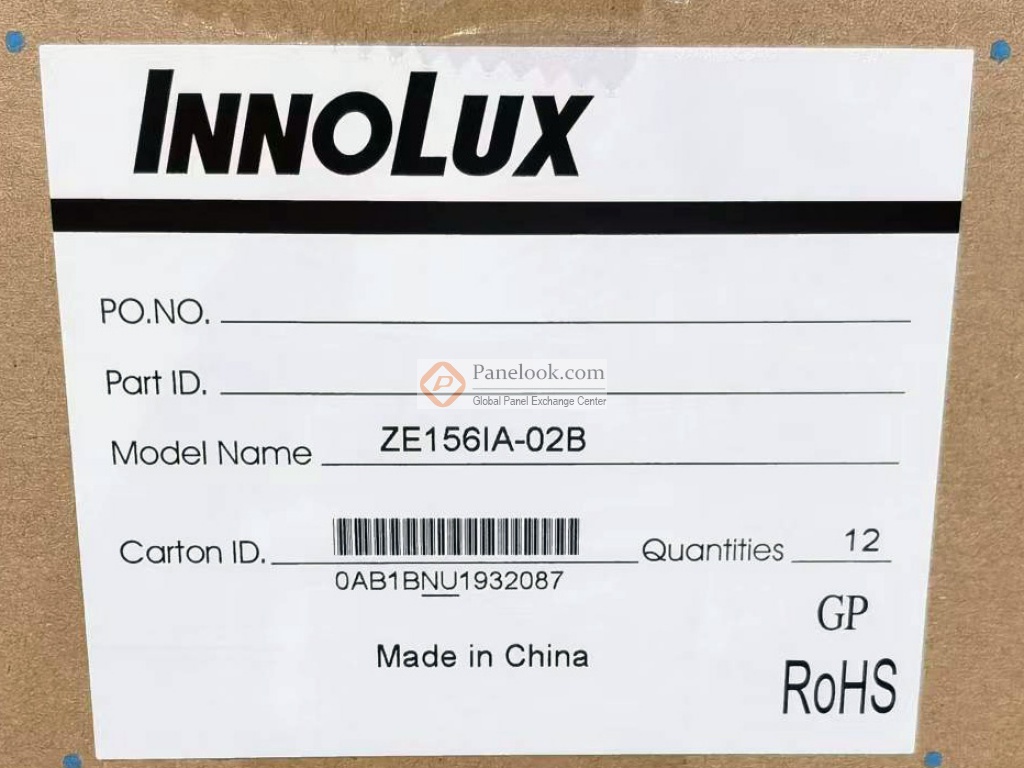 INNOLUX
PO.NO.
Panelook.com
Global Panel Exchange Center
Part ID.
Model Name ZE156IA-02B
Carton ID. Quantities 12
0AB1BNU1932087
GP
Made in China
RoHS